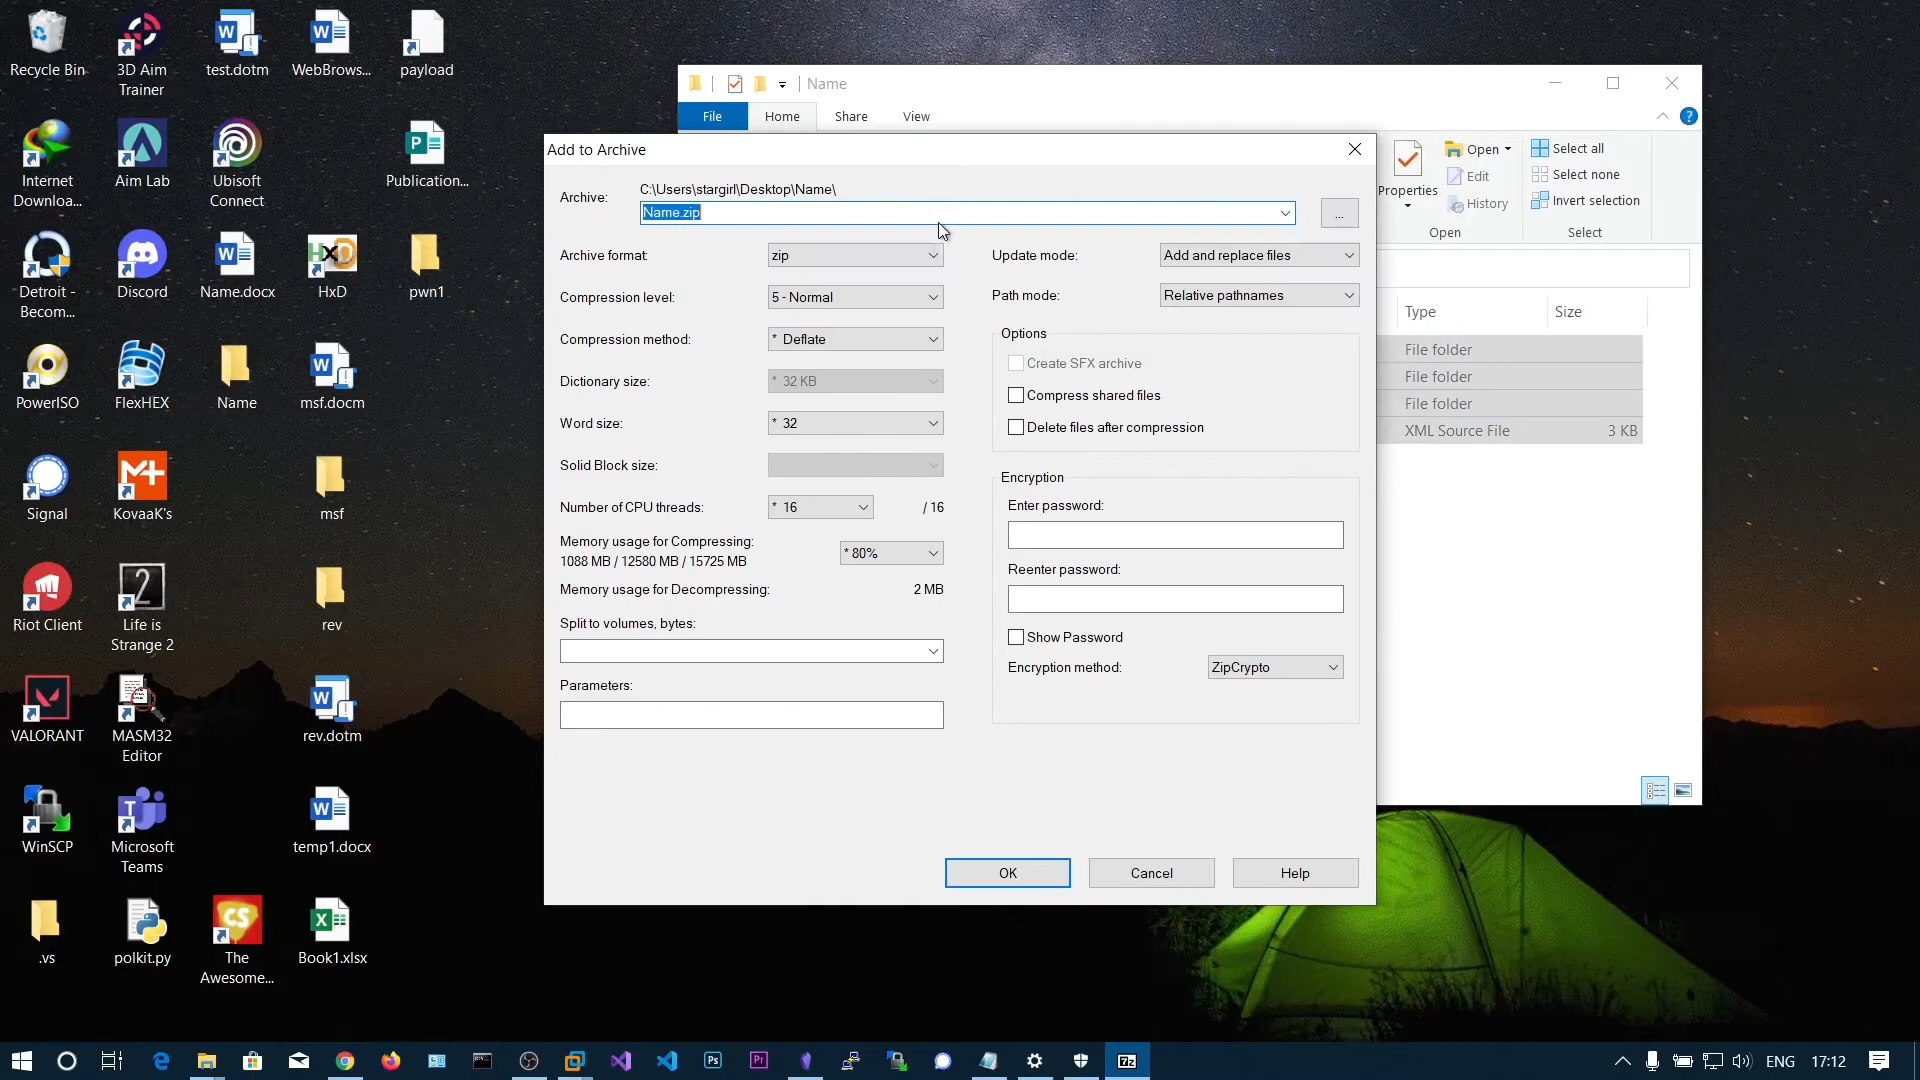 Recycle Bin
3D Aim
Trainer
test.dotm
WebBrows...
payload
Internet
Downloa...
Aim Lab
Ubisoft
Connect
Publication...
Detroit -
Becom...
Discord
Name.docx
HxD
pwn1
PowerISO
FlexHEX
Name
msf.docm
Signal
KovaaK's
msf
Riot Client
Life is
Strange 2
rev
VALORANT
MASM32
Editor
rev.dotm
WinSCP
Microsoft
Teams
temp1.docx
.vs
polkit.py
The
Awesome...
Book1.xlsx
Name
File
Home
Share
View
Properties
Open
Edit
History
Open
Select all
Select none
Invert selection
Select
Type
Size
File folder
File folder
File folder
XML Source File
3 KB
Add to Archive
Archive:
C:\Users\stargirl\Desktop\Name\
Name.zip
...
Archive format:
zip
Compression level:
5 - Normal
Compression method:
* Deflate
Dictionary size:
* 32 KB
Word size:
* 32
Solid Block size:
Number of CPU threads:
* 16
/ 16
Memory usage for Compressing:
1088 MB / 12580 MB / 15725 MB
* 80%
Memory usage for Decompressing:
2 MB
Split to volumes, bytes:
Parameters:
Update mode:
Add and replace files
Path mode:
Relative pathnames
Options
Create SFX archive
Compress shared files
Delete files after compression
Encryption
Enter password:
Reenter password:
Show Password
Encryption method:
ZipCrypto
OK
Cancel
Help
Ps
Pr
7z
ENG
17:12